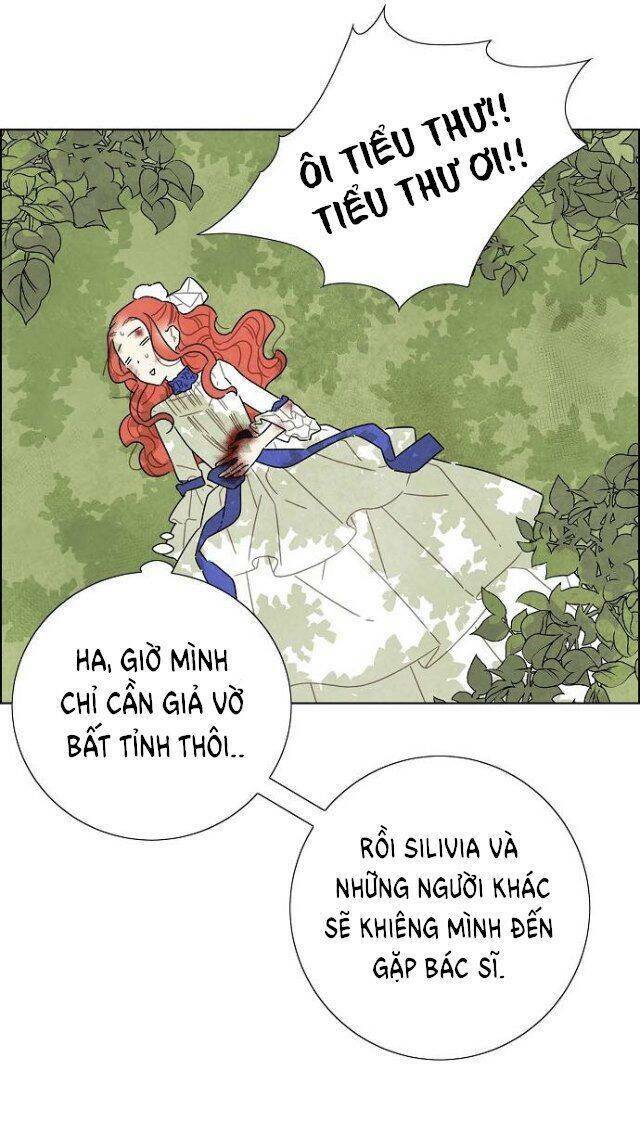 ÔI TIỂU THƯ!!
TIỂU THƯ ƠI!!
HA, GIỜ MÌNH
CHỈ CẦN GIẢ VỜ
BẤT TỈNH THÔI..
RỒI SILIVIA VÀ
NHỮNG NGƯỜI KHÁC
SẼ KHIÊNG MÌNH ĐẾN
GẶP BÁC SĨ.